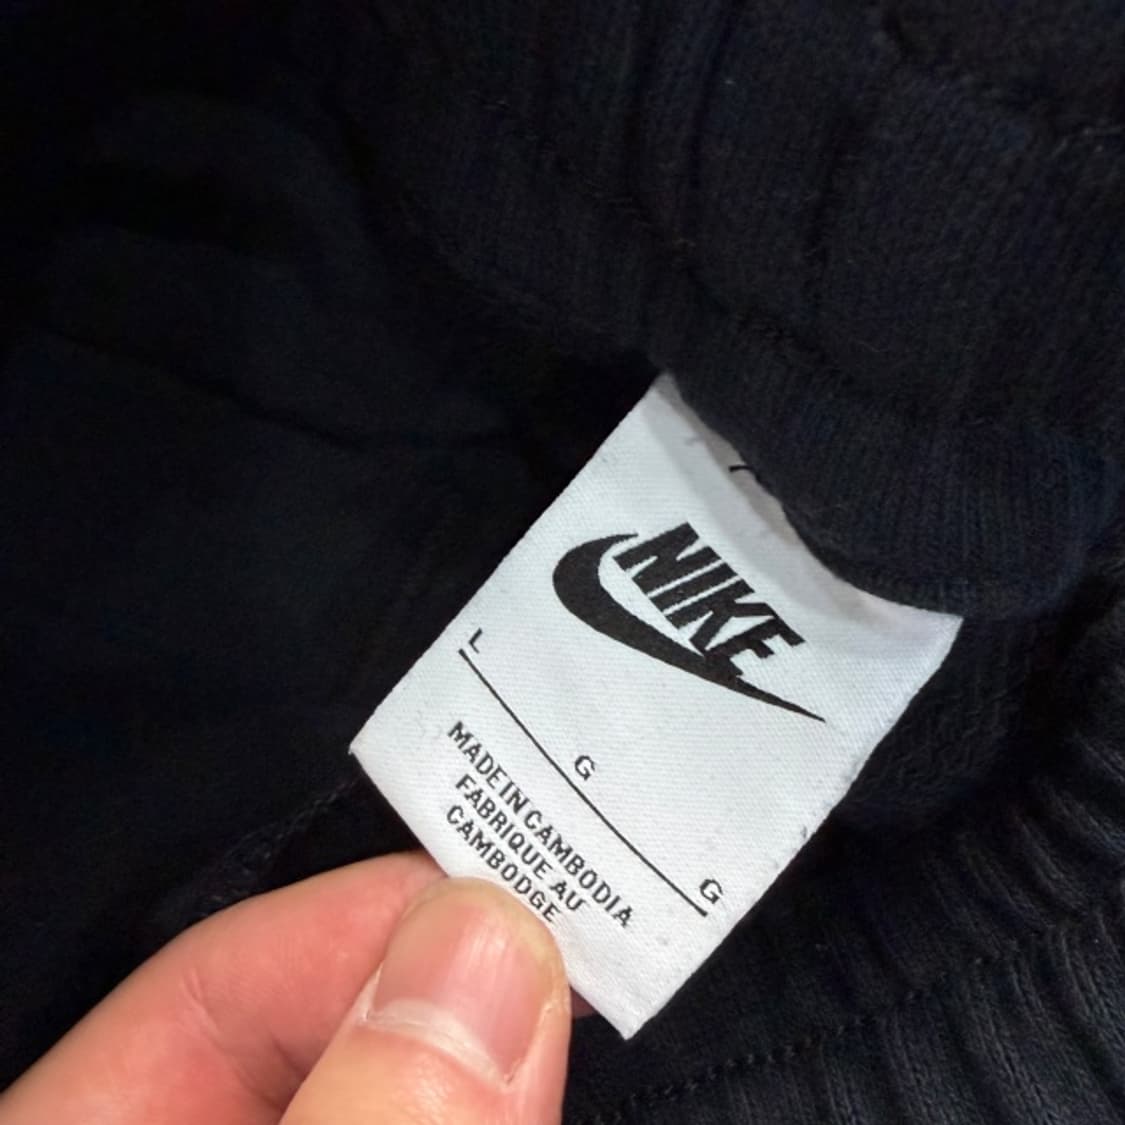 NIKE
L G G
MADE IN CAMBODIA
FABRIQUE AU
CAMBODGE